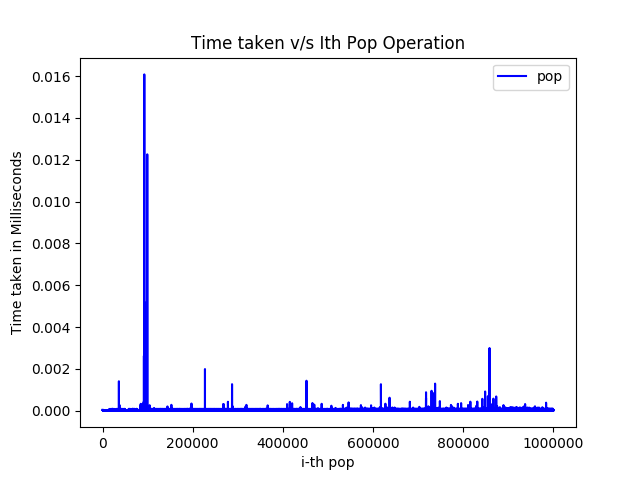 Time taken v/s Ith Pop Operation
pop
0.016
0.014
0.012
0.010
0.008
0.006
0.004
0.002
0.000
Time taken in Milliseconds
0 200000 400000 600000 800000 1000000
i-th pop